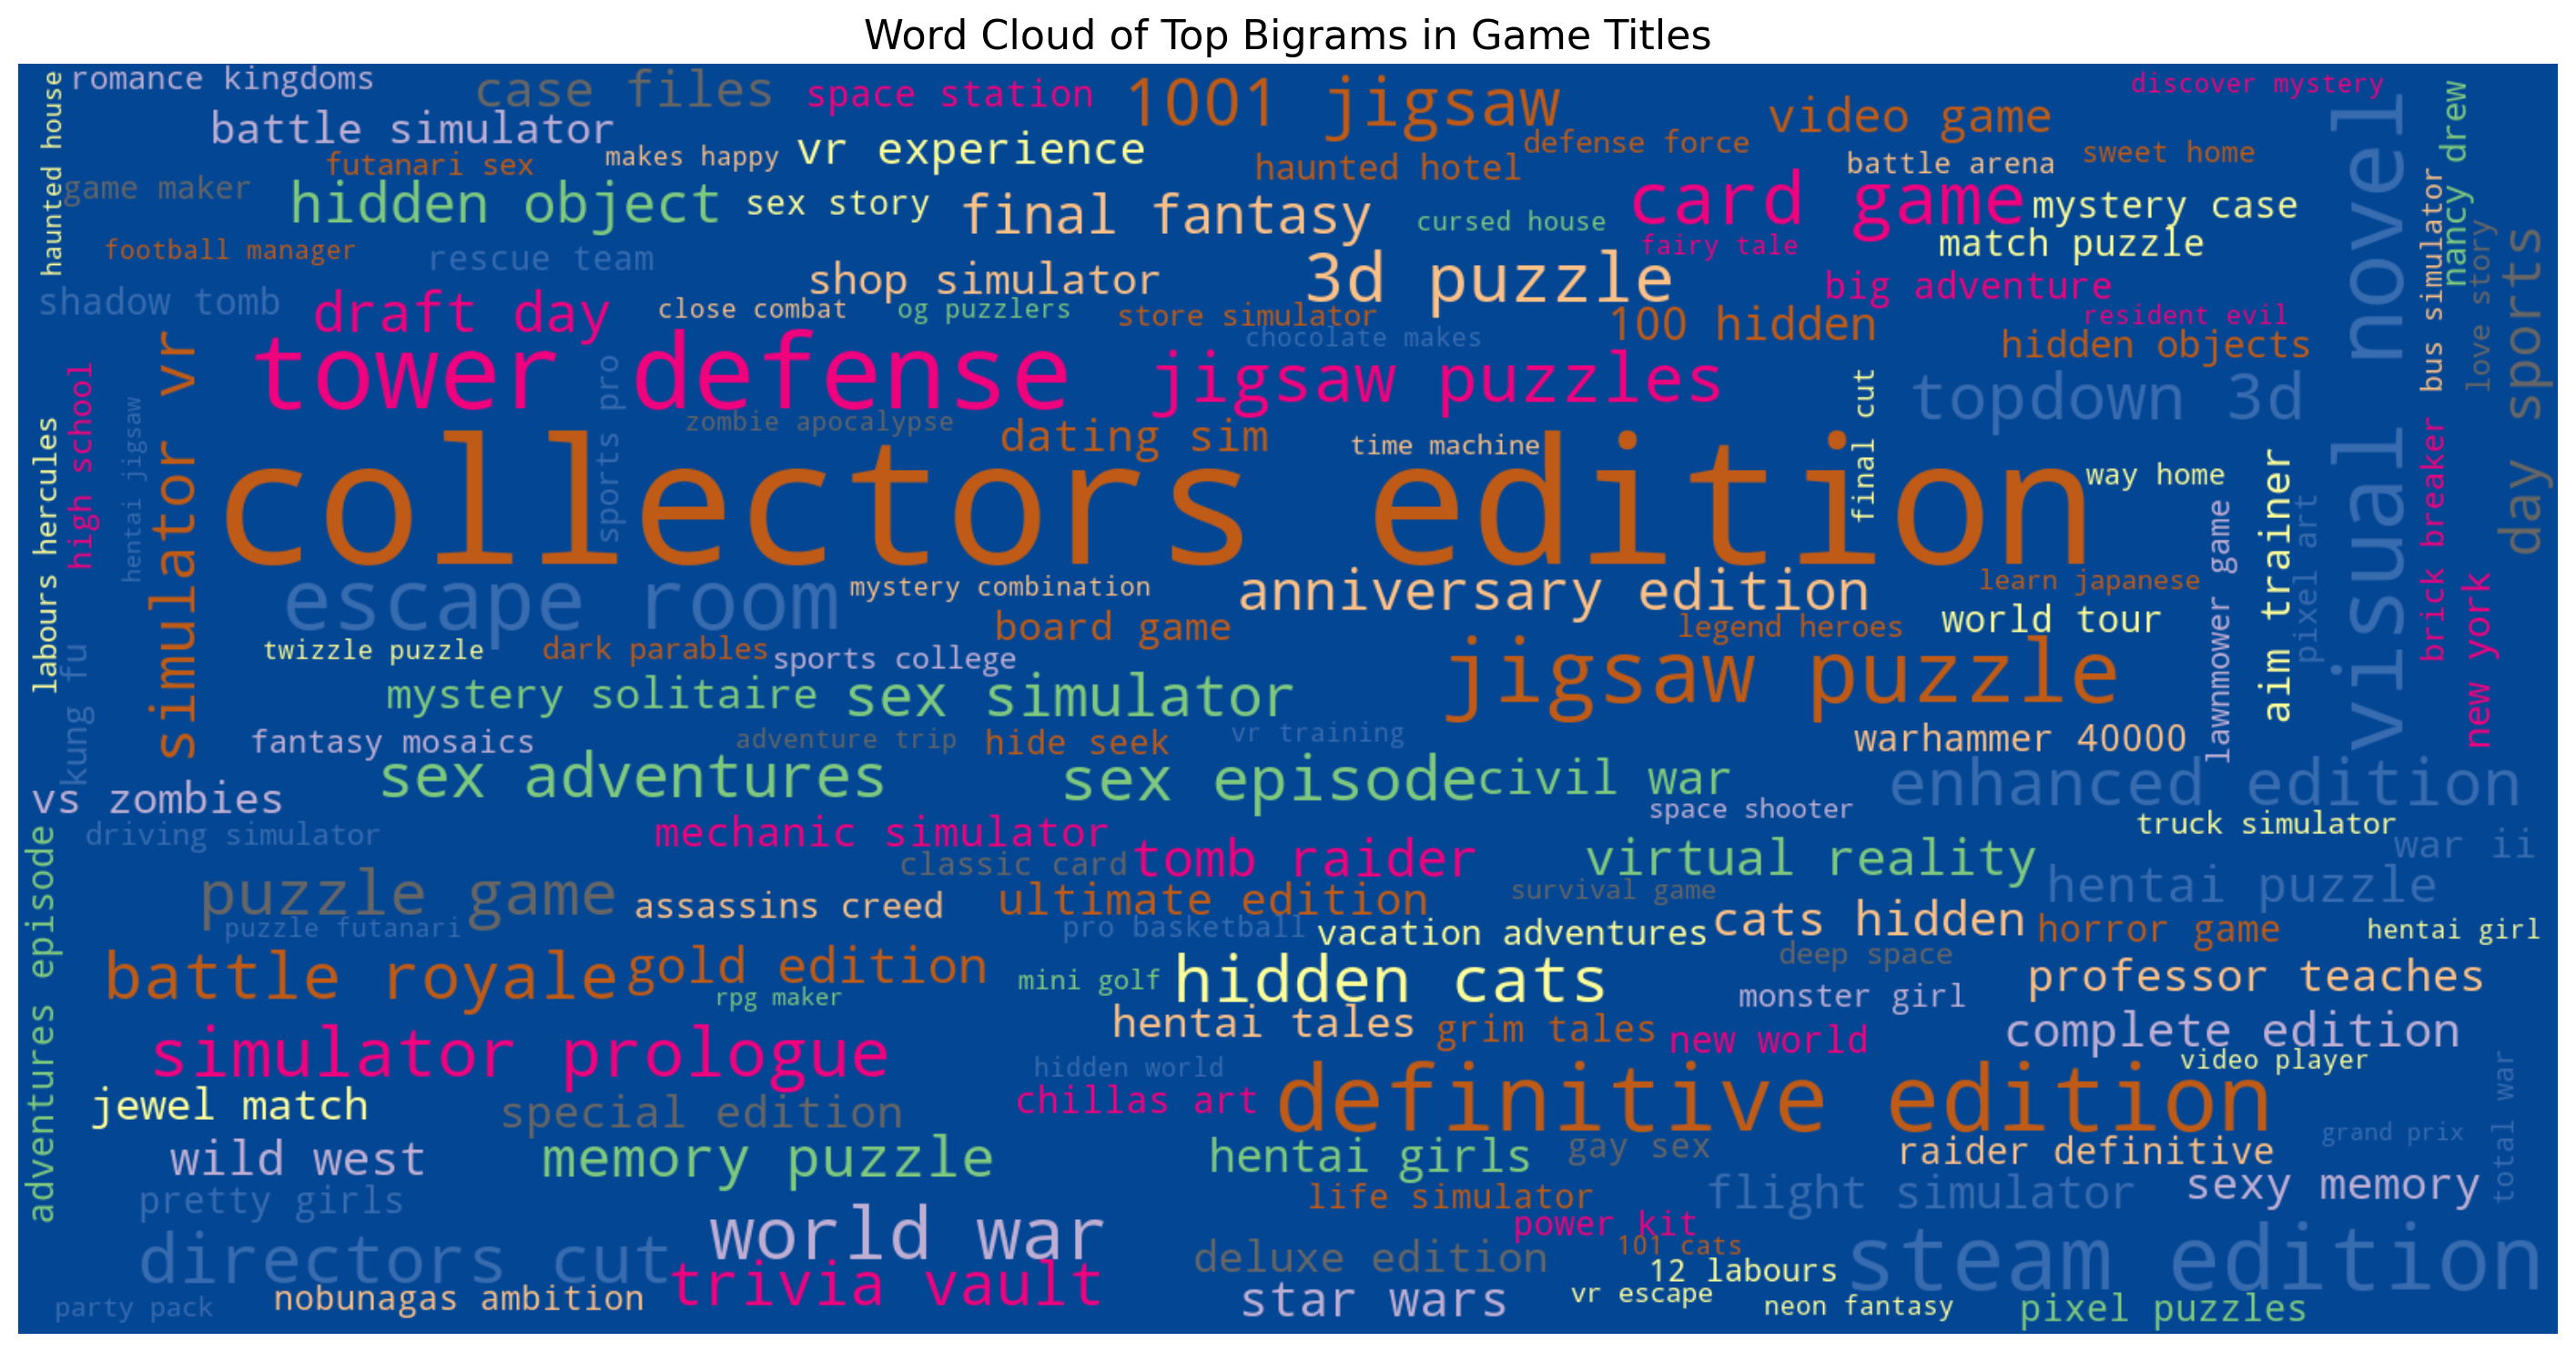 Word Cloud of Top Bigrams in Game Titles
romance kingdoms
case files
space station
1001 jigsaw
video game
discover mystery
haunted house
battle simulator
futanari sex
makes happy
vr experience
defense force
haunted hotel
battle arena
sweet home
nancy drew
game maker
hidden object
sex story
final fantasy
cursed house
card game
mystery case
football manager
rescue team
fairy tale
match puzzle
shadow tomb
shop simulator
3d puzzle
big adventure
bus simulator
love story
day sports
draft day
close combat
og puzzlers
store simulator
100 hidden
resident evil
chocolate makes
hidden objects
visual novel
simulator vr
tower defense
sports pro
jigsaw puzzles
final cut
topdown 3d
high school
hentai jigsaw
labours hercules
zombie apocalypse
dating sim
time machine
collectors edition
way home
aim trainer
pixel art
lawnmower game
brick breaker
new york
escape room
mystery combination
anniversary edition
learn japanese
board game
legend heroes
world tour
twizzle puzzle
dark parables
sports college
kung fu
mystery solitaire
sex simulator
jigsaw puzzle
fantasy mosaics
adventure trip
hide seek
vr training
warhammer 40000
sex adventures
sex episode
civil war
enhanced edition
vs zombies
space shooter
driving simulator
mechanic simulator
truck simulator
war ii
classic card
tomb raider
virtual reality
adventures episode
puzzle game
assassins creed
ultimate edition
survival game
hentai puzzle
puzzle futanari
pro basketball
vacation adventures
cats hidden
horror game
hentai girl
battle royale
gold edition
mini golf
hidden cats
deep space
professor teaches
rpg maker
monster girl
hentai tales
grim tales
new world
complete edition
simulator prologue
hidden world
video player
total war
jewel match
special edition
chillas art
definitive edition
grand prix
wild west
memory puzzle
hentai girls
gay sex
raider definitive
pretty girls
life simulator
flight simulator
sexy memory
directors cut
world war
power kit
101 cats
deluxe edition
12 labours
steam edition
trivia vault
nobunagas ambition
party pack
star wars
vr escape
neon fantasy
pixel puzzles